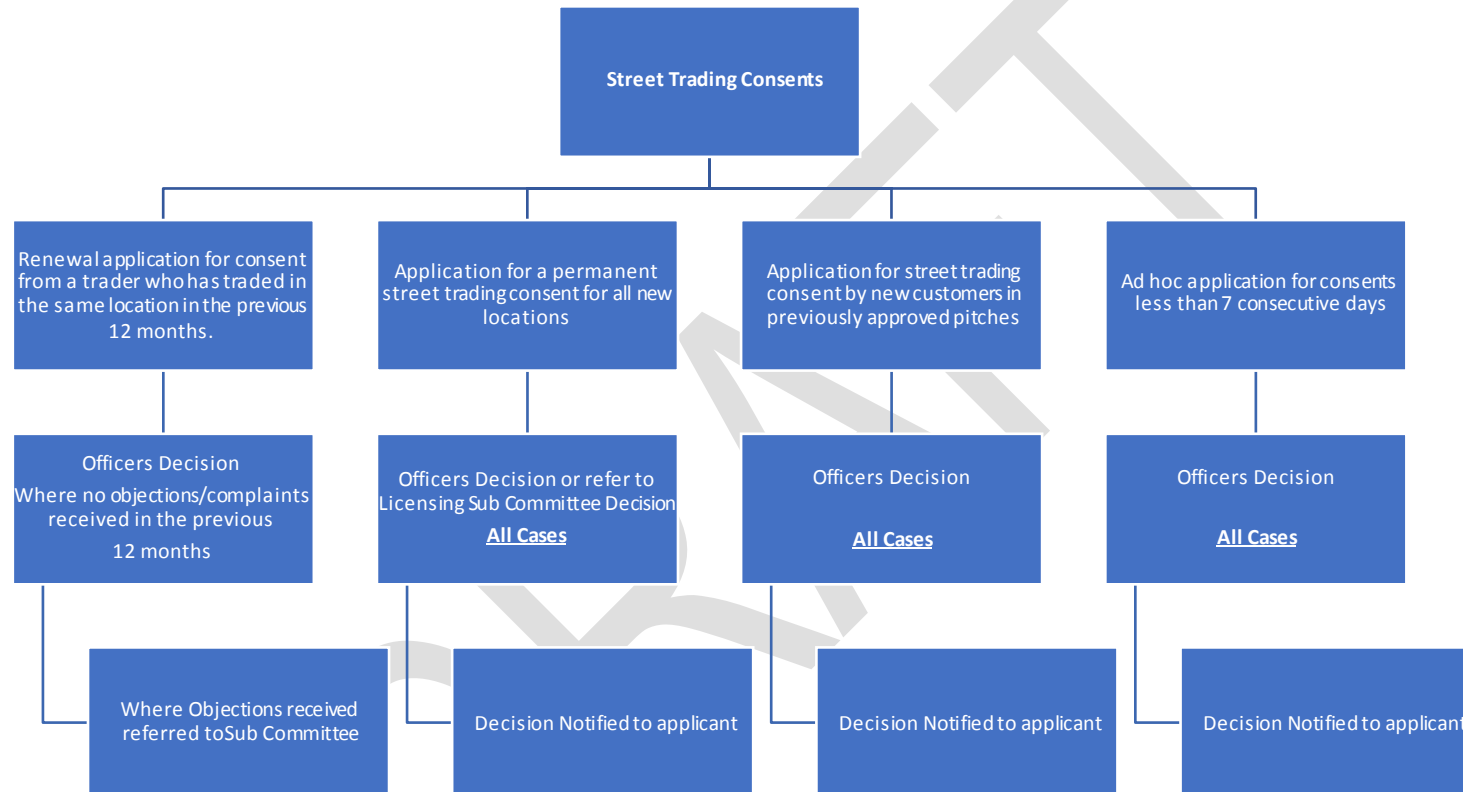 Street Trading Consents
Renewal application for consent
from a trader who has traded in
the same location in the previous
12 months.
Application for a permanent
street trading consent for all new
locations
Application for street trading
consent by new customers in
previously approved pitches
Ad hoc application for consents
less than 7 consecutive days
Officers Decision
Where no objections/complaints
received in the previous
12 months
Officers Decision or refer to
Licensing Sub Committee Decision
All Cases
Officers Decision
All Cases
Officers Decision
All Cases
Where Objections received
referred toSub Committee
Decision Notified to applicant
Decision Notified to applicant
Decision Notified to applicant
DRAFT